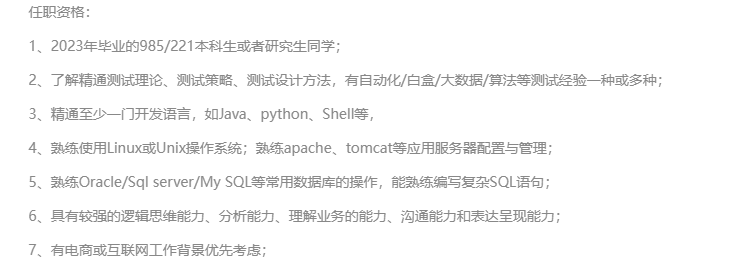 任职资格：
1、2023年毕业的985/221本科生或者研究生同学；
2、了解精通测试理论、测试策略、测试设计方法，有自动化/白盒/大数据/算法等测试经验一种或多种；
3、精通至少一门开发语言，如Java、python、Shell等，
4、熟练使用Linux或Unix操作系统；熟练apache、tomcat等应用服务器配置与管理；
5、熟练Oracle/Sql server/My SQL等常用数据库的操作，能熟练编写复杂SQL语句；
6、具有较强的逻辑思维能力、分析能力、理解业务的能力、沟通能力和表达呈现能力；
7、有电商或互联网工作背景优先考虑；